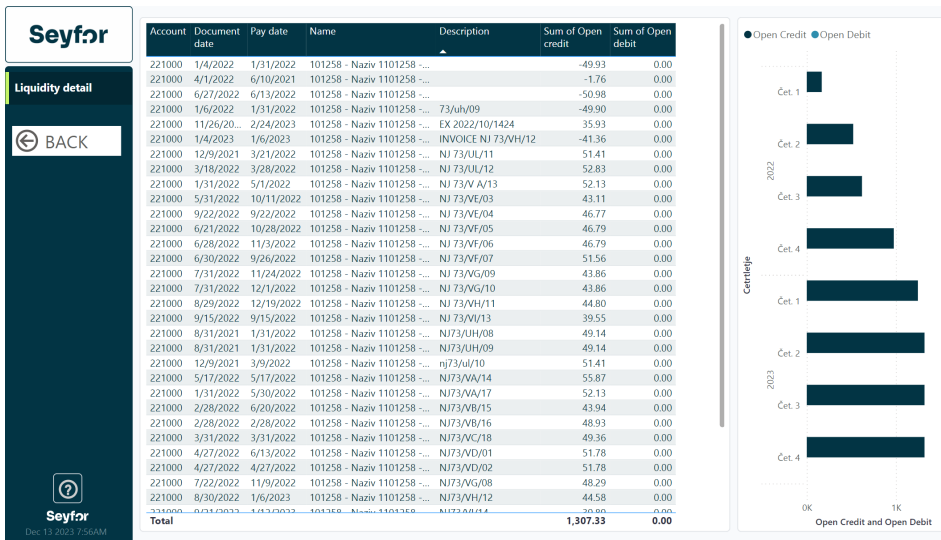 Seyfor
Liquidity detail
BACK
Seyfor
Dec 13 2023 7:56AM
Account Document date Pay date Name Description Sum of Open credit Sum of Open debit
221000 1/4/2022 1/31/2022 101258 - Naziv 1101258 -... -49.93 0.00
221000 4/1/2022 6/10/2021 101258 - Naziv 1101258 -... -1.76 0.00
221000 6/27/2022 6/13/2022 101258 - Naziv 1101258 -... -50.98 0.00
221000 1/6/2022 1/31/2022 101258 - Naziv 1101258 -... 73/uh/09 -49.90 0.00
221000 11/26/20... 2/24/2023 101258 - Naziv 1101258 -... EX 2022/10/1424 35.93 0.00
221000 1/4/2023 1/6/2023 101258 - Naziv 1101258 -... INVOICE NJ 73/VH/12 -41.36 0.00
221000 12/9/2021 3/21/2022 101258 - Naziv 1101258 -... NJ 73/UL/11 51.41 0.00
221000 3/18/2022 3/28/2022 101258 - Naziv 1101258 -... NJ 73/UL/12 52.83 0.00
221000 1/31/2022 5/1/2022 101258 - Naziv 1101258 -... NJ 73/V A/13 52.13 0.00
221000 5/31/2022 10/11/2022 101258 - Naziv 1101258 -... NJ 73/VE/03 43.11 0.00
221000 9/22/2022 9/22/2022 101258 - Naziv 1101258 -... NJ 73/VE/04 46.77 0.00
221000 6/21/2022 10/28/2022 101258 - Naziv 1101258 -... NJ 73/VF/05 46.79 0.00
221000 6/28/2022 11/3/2022 101258 - Naziv 1101258 -... NJ 73/VF/06 46.79 0.00
221000 6/30/2022 9/26/2022 101258 - Naziv 1101258 -... NJ 73/VF/07 51.56 0.00
221000 7/31/2022 11/24/2022 101258 - Naziv 1101258 -... NJ 73/VG/09 43.86 0.00
221000 7/31/2022 12/1/2022 101258 - Naziv 1101258 -... NJ 73/VG/10 43.86 0.00
221000 8/29/2022 12/19/2022 101258 - Naziv 1101258 -... NJ 73/VH/11 44.80 0.00
221000 9/15/2022 9/15/2022 101258 - Naziv 1101258 -... NJ 73/VI/13 39.55 0.00
221000 8/31/2021 1/31/2022 101258 - Naziv 1101258 -... NJ73/UH/08 49.14 0.00
221000 8/31/2021 1/31/2022 101258 - Naziv 1101258 -... NJ73/UH/09 49.14 0.00
221000 12/9/2021 3/9/2022 101258 - Naziv 1101258 -... nj73/ul/10 51.41 0.00
221000 5/17/2022 5/17/2022 101258 - Naziv 1101258 -... NJ73/VA/14 55.87 0.00
221000 1/31/2022 5/30/2022 101258 - Naziv 1101258 -... NJ73/VA/17 52.13 0.00
221000 2/28/2022 6/20/2022 101258 - Naziv 1101258 -... NJ73/VB/15 43.94 0.00
221000 2/28/2022 2/28/2022 101258 - Naziv 1101258 -... NJ73/VB/16 48.93 0.00
221000 3/31/2022 3/31/2022 101258 - Naziv 1101258 -... NJ73/VC/18 49.36 0.00
221000 4/27/2022 6/13/2022 101258 - Naziv 1101258 -... NJ73/VD/01 51.78 0.00
221000 4/27/2022 4/27/2022 101258 - Naziv 1101258 -... NJ73/VD/02 51.78 0.00
221000 7/22/2022 11/9/2022 101258 - Naziv 1101258 -... NJ73/VG/08 48.29 0.00
221000 8/30/2022 1/6/2023 101258 - Naziv 1101258 -... NJ73/VH/12 44.58 0.00
Total 1,307.33 0.00
Open Credit Open Debit
Čet. 1
Čet. 2
2022
Čet. 3
Čet. 4
Četrtletje
Čet. 1
Čet. 2
2023
Čet. 3
Čet. 4
0K 1K
Open Credit and Open Debit